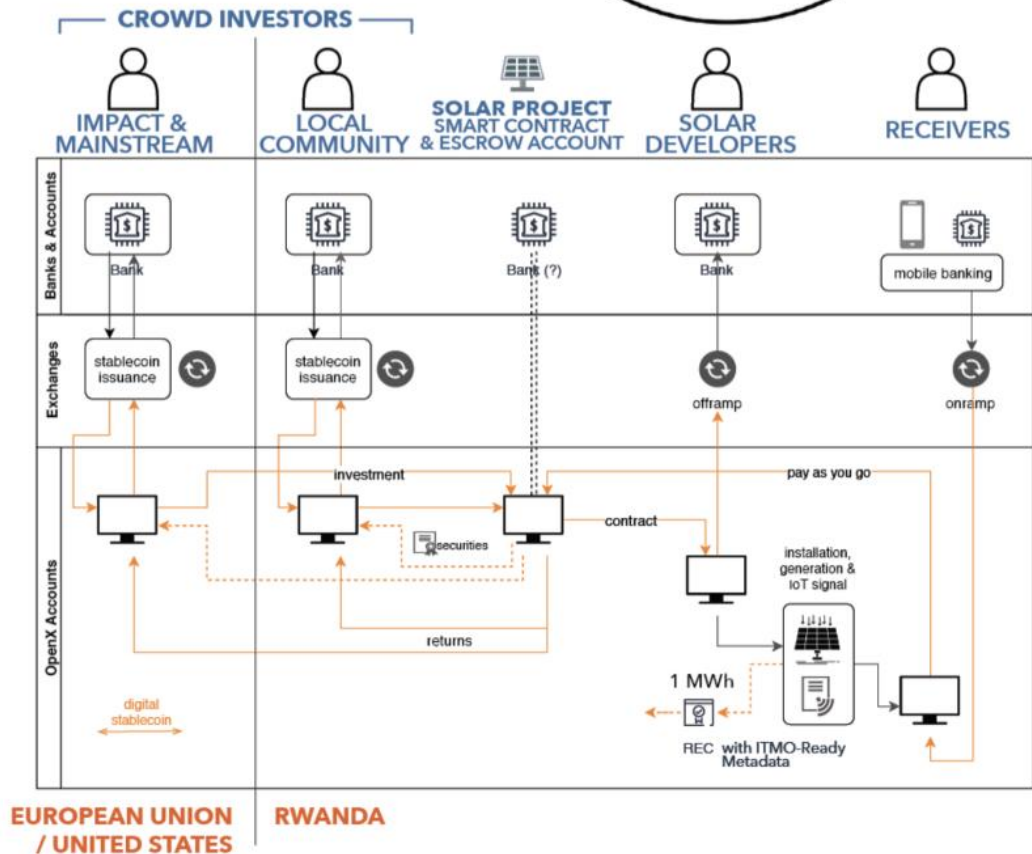 CROWD INVESTORS
IMPACT &
MAINSTREAM
LOCAL
COMMUNITY
SOLAR PROJECT
SMART CONTRACT
& ESCROW ACCOUNT
SOLAR
DEVELOPERS
RECEIVERS
Banks & Accounts
$
Bank
$
Bank
$
Bank (?)
$
Bank
$
mobile banking
Exchanges
stablecoin
issuance
stablecoin
issuance
offramp
onramp
OpenX Accounts
investment
pay as you go
contract
securities
installation,
generation &
IoT signal
returns
1 MWh
digital
stablecoin
REC with ITMO-Ready
Metadata
EUROPEAN UNION
/ UNITED STATES
RWANDA